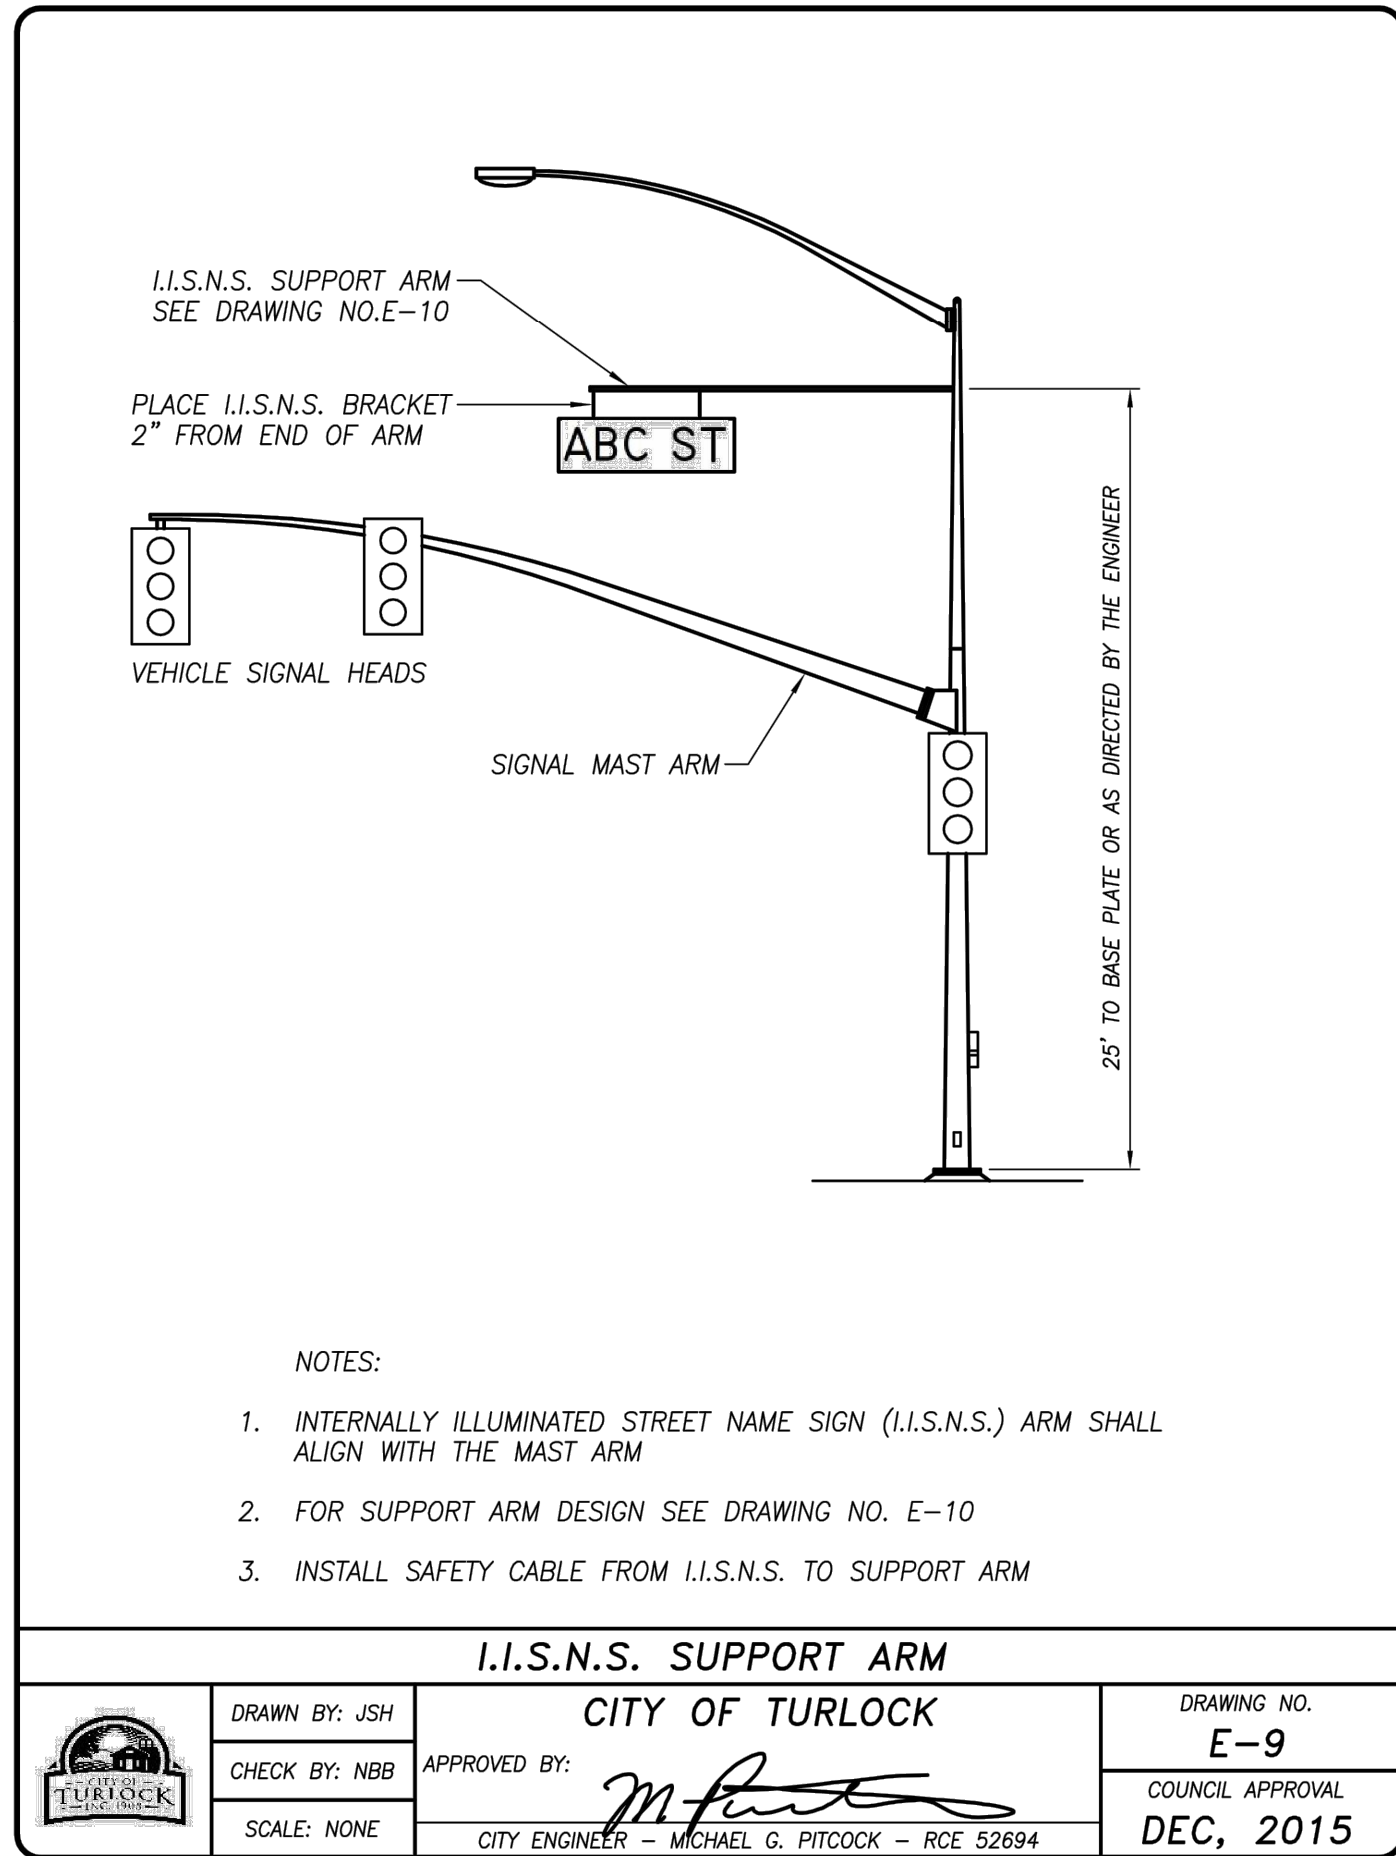 I.I.S.N.S. SUPPORT ARM
SEE DRAWING NO.E-10
PLACE I.I.S.N.S. BRACKET
2" FROM END OF ARM
ABC ST
VEHICLE SIGNAL HEADS
SIGNAL MAST ARM
25' TO BASE PLATE OR AS DIRECTED BY THE ENGINEER
NOTES:
1. INTERNALLY ILLUMINATED STREET NAME SIGN (I.I.S.N.S.) ARM SHALL
ALIGN WITH THE MAST ARM
2. FOR SUPPORT ARM DESIGN SEE DRAWING NO. E-10
3. INSTALL SAFETY CABLE FROM I.I.S.N.S. TO SUPPORT ARM
I.I.S.N.S. SUPPORT ARM
CITY OF
TURLOCK
INC. 1908
DRAWN BY: JSH
CHECK BY: NBB
SCALE: NONE
CITY OF TURLOCK
APPROVED BY:
CITY ENGINEER - MICHAEL G. PITCOCK - RCE 52694
DRAWING NO.
E-9
COUNCIL APPROVAL
DEC, 2015